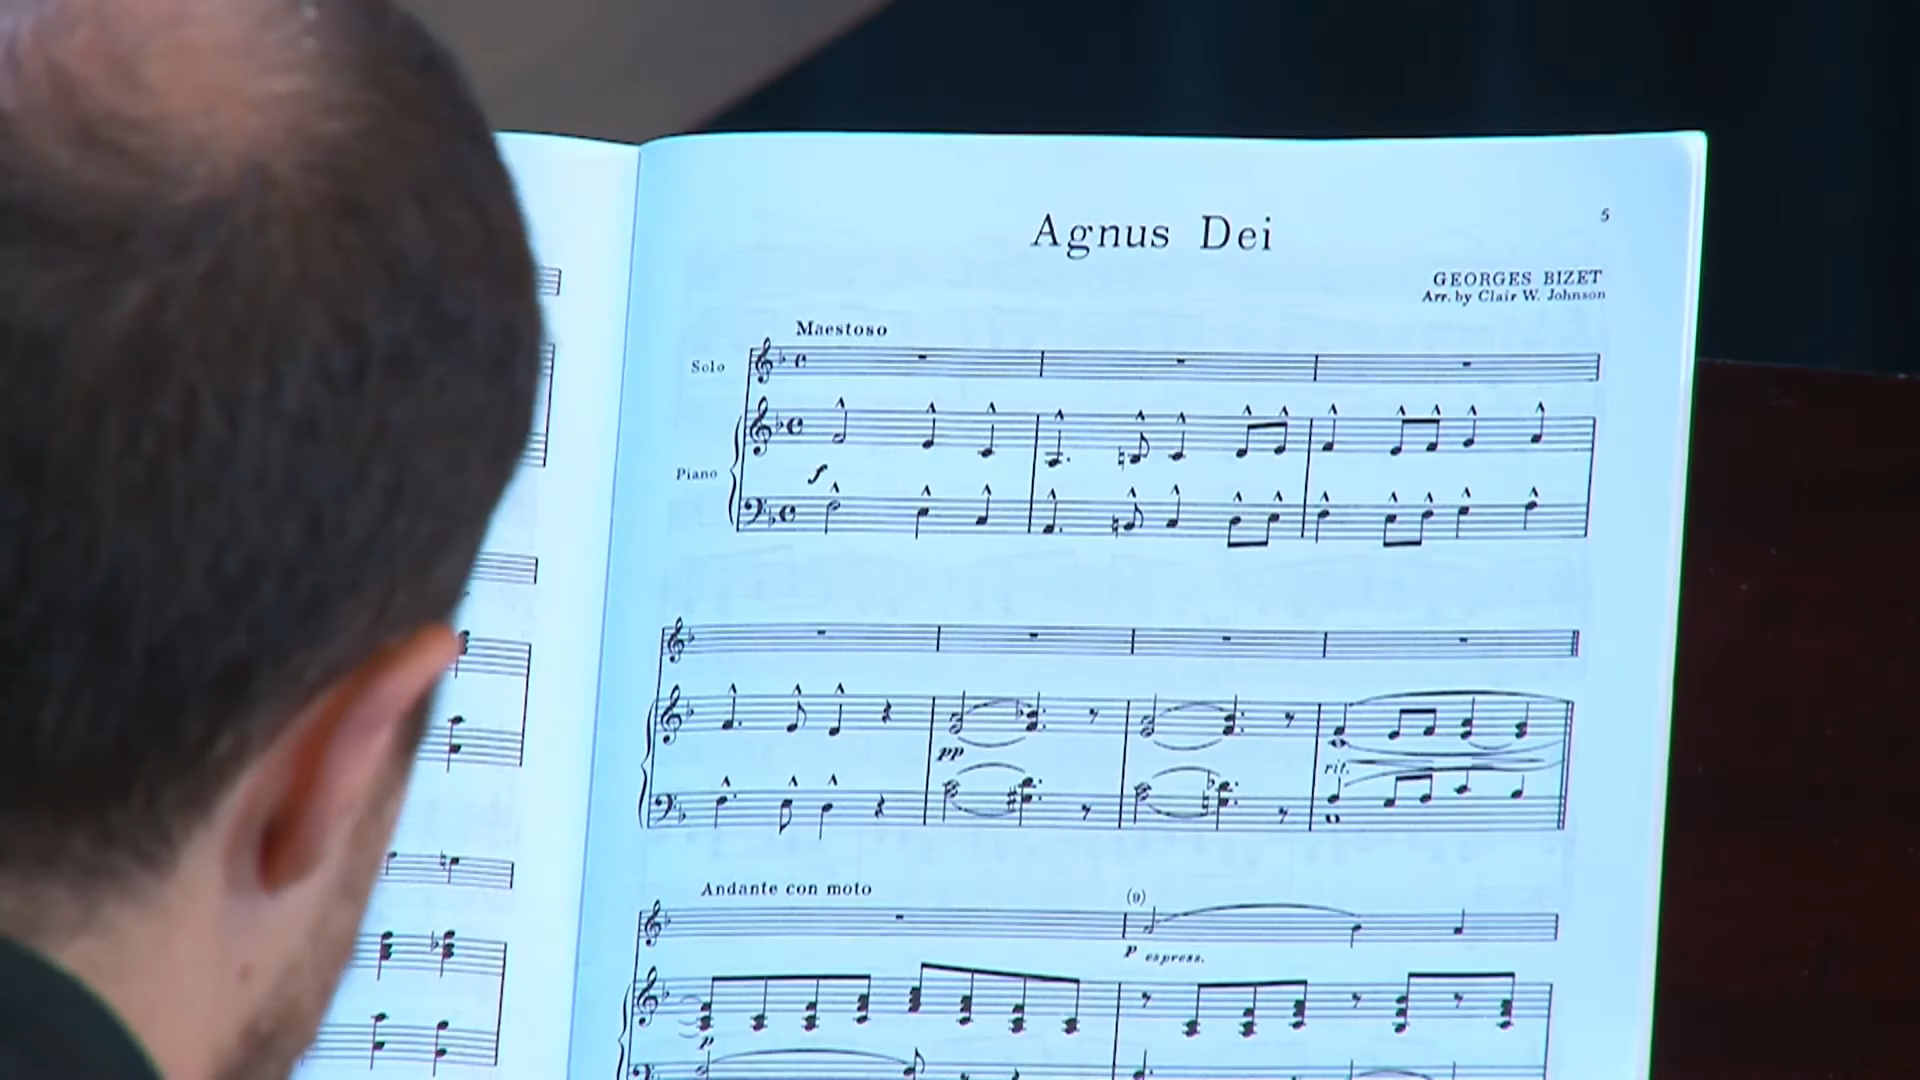 5
Agnus Dei
GEORGES BIZET
Arr. by Clair W. Johnson
Maestoso
Solo
Piano
f
pp
rit.
Andante con moto
(9)
p espress.
p